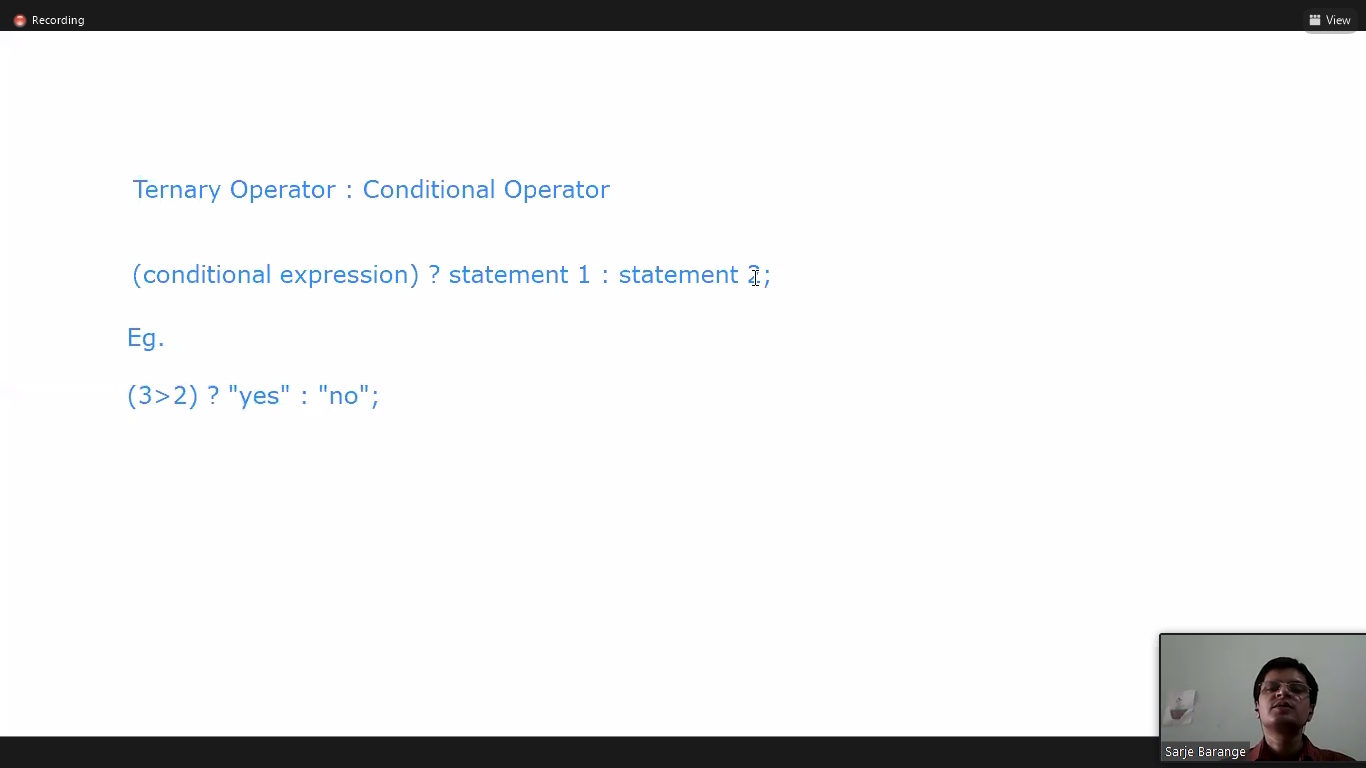 Recording
View
Ternary Operator : Conditional Operator
(conditional expression) ? statement 1 : statement 2;
Eg.
(3>2) ? "yes" : "no";
Sarje Barange